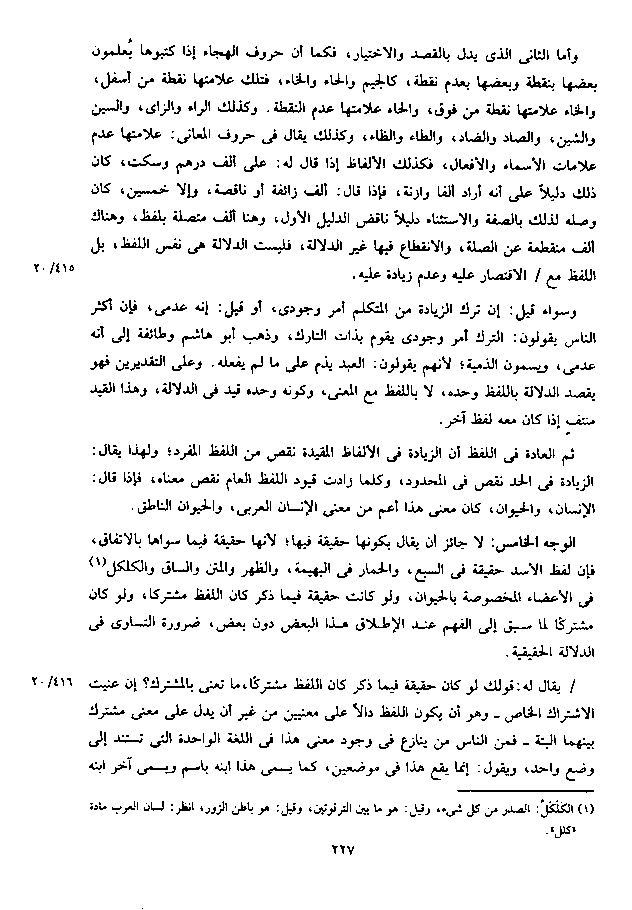 وأما الثانى الذى يدل بالقصد والاختيار، فكما أن حروف الهجاء إذا كتبوها يُعلمون
بعضها بنقطة وبعضها بعدم نقطة، كالجيم والحاء والخاء، فتلك علامتها نقطة من أسفل،
والخاء علامتها نقطة من فوق، والحاء علامتها عدم النقطة. وكذلك الراء والزاى، والسين
والشين، والصاد والضاد، والطاء والظاء، وكذلك يقال فى حروف المعانى: علامتها عدم
علامات الأسماء والأفعال، فكذلك الألفاظ إذا قال له: على ألف درهم وسكت، كان
ذلك دليلاً على أنه أراد ألفا وازنة، فإذا قال: ألف زائفة أو ناقصة، وإلا خمسين، كان
وصله لذلك بالصفة والاستثناء دليلاً ناقض الدليل الأول، وهنا ألف متصلة بلفظ، وهناك
ألف منقطعة عن الصلة، والانقطاع فيها غير الدلالة، فليست الدلالة هى نفس اللفظ، بل
اللفظ مع / الاقتصار عليه وعدم زيادة عليه.
٢٠/٤١٥
وسواء قيل: إن ترك الزيادة من المتكلم أمر وجودى، أو قيل: إنه عدمى، فإن أكثر
الناس يقولون: الترك أمر وجودى يقوم بذات التارك، وذهب أبو هاشم وطائفة إلى أنه
عدمى، ويسمون الذمية؛ لأنهم يقولون: العبد يذم على ما لم يفعله. وعلى التقديرين فهو
يقصد الدلالة باللفظ وحده، لا باللفظ مع المعنى، وكونه وحده قيد فى الدلالة، وهذا القيد
منتفٍ إذا كان معه لفظ آخر.
ثم العادة فى اللفظ أن الزيادة فى الألفاظ المقيدة نقص من اللفظ المفرد؛ ولهذا يقال:
الزيادة فى الحد نقص فى المحدود، وكلما زادت قيود اللفظ العام نقص معناه، فإذا قال:
الإنسان، والحيوان، كان معنى هذا أعم من معنى الإنسان العربى، والحيوان الناطق.
الوجه الخامس: لا جائز أن يقال بكونها حقيقة فيها؛ لأنها حقيقة فيما سواها بالاتفاق،
فإن لفظ الأسد حقيقة فى السبع، والحمار فى البهيمة، والظهر والمتن والساق والكلكل(١)
فى الأعضاء المخصوصة بالحيوان، ولو كانت حقيقة فيما ذكر كان اللفظ مشتركا، ولو كان
مشتركًا لما سبق إلى الفهم عند الإطلاق هذا البعض دون بعض، ضرورة التساوى فى
الدلالة الحقيقية.
/ يقال له: قولك لو كان حقيقة فيما ذكر كان اللفظ مشتركًا، ما تعنى بالمشترك؟ إن عنيت
٢٠/٤١٦
الاشتراك الخاص ـ وهو أن يكون اللفظ دالاً على معنيين من غير أن يدل على معنى مشترك
بينهما البتة ـ فمن الناس من ينازع فى وجود معنى هذا فى اللغة الواحدة التى تستند إلى
وضع واحد، ويقول: إنما يقع هذا فى موضعين، كما يسمى هذا ابنه باسم ويسمى آخر ابنه
(١) الكَلْكَلُ: الصدر من كل شىء، وقيل: هو ما بين الترقوتين، وقيل: هو باطن الزور، انظر: لسان العرب مادة
«كلل».
٢٢٧